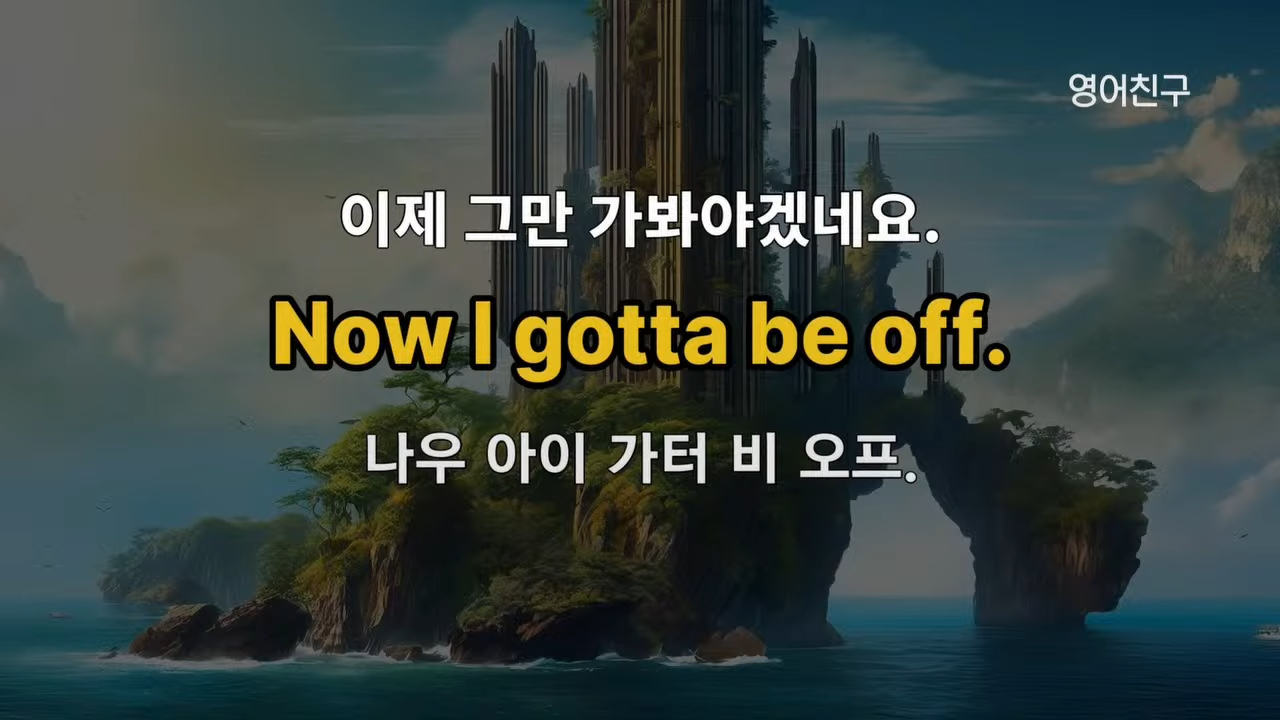 영어친구
이제 그만 가봐야겠네요.
Now I gotta be off.
나우 아이 가터 비 오프.